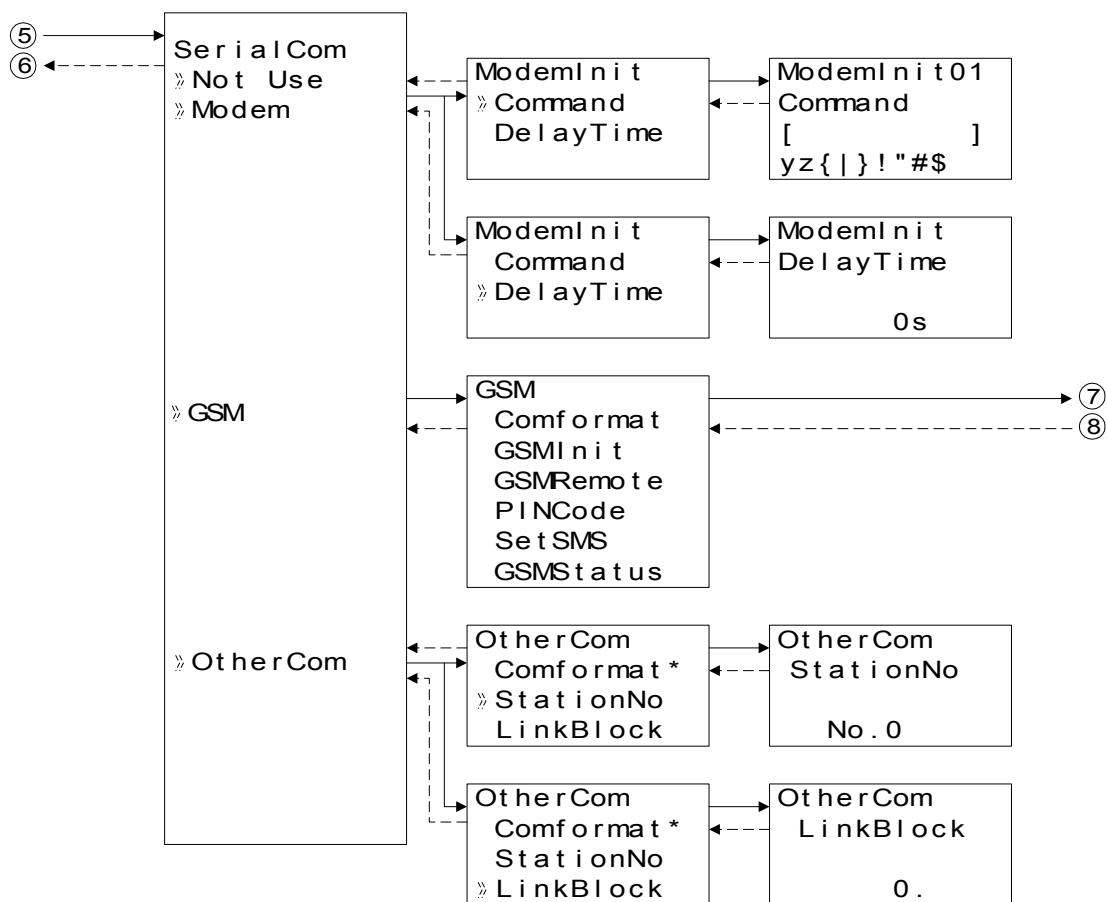 ⑤
⑥
SerialCom
»Not Use
»Modem
»GSM
»OtherCom
ModemInit
»Command
DelayTime
ModemInit01
Command
[ ]
yz{|}!"#$
ModemInit
Command
»DelayTime
ModemInit
DelayTime
0s
GSM
Comformat
GSMInit
GSMRemote
PINCode
SetSMS
GSMStatus
⑦
⑧
OtherCom
Comformat*
»StationNo
LinkBlock
OtherCom
StationNo
No.0
OtherCom
Comformat*
StationNo
»LinkBlock
OtherCom
LinkBlock
0.